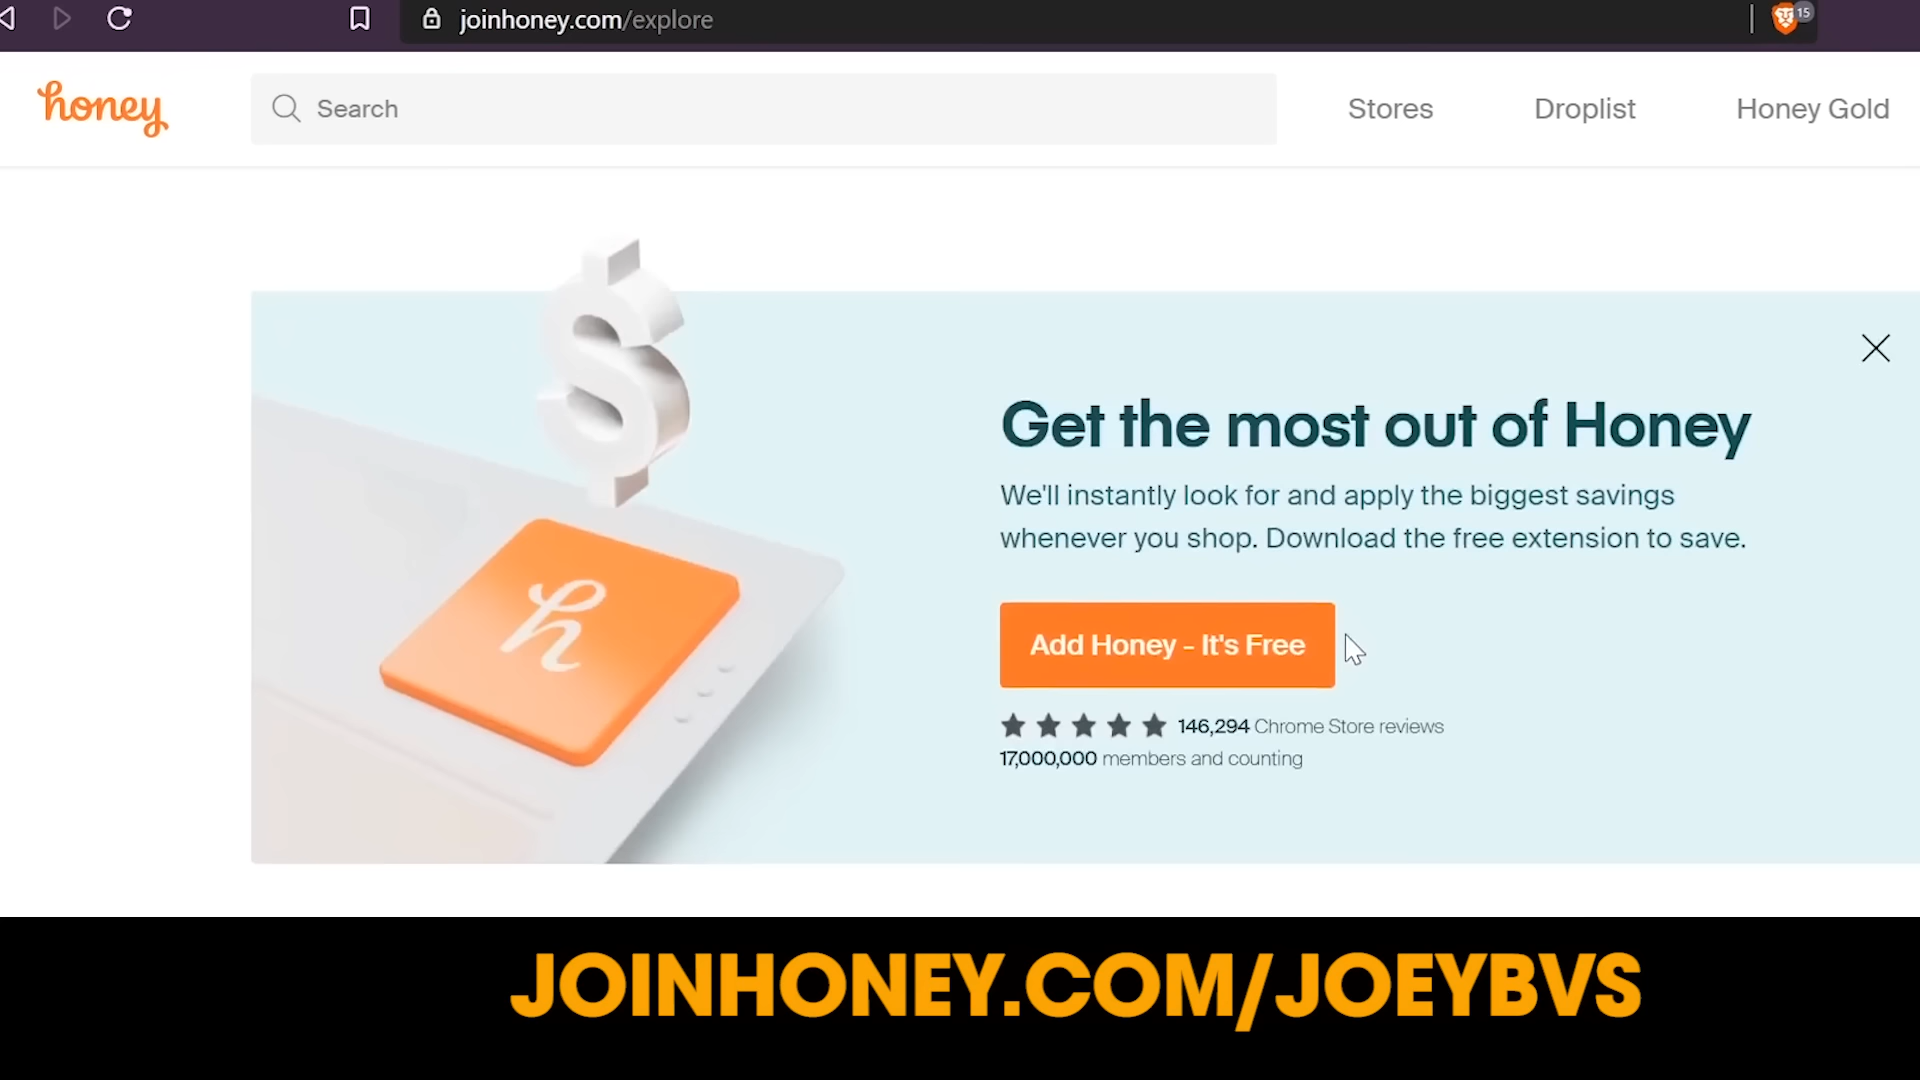 joinhoney.com/explore
15
honey
Search
Stores
Droplist
Honey Gold
Get the most out of Honey
We'll instantly look for and apply the biggest savings
whenever you shop. Download the free extension to save.
h
Add Honey - It's Free
146,294 Chrome Store reviews
17,000,000 members and counting
JOINHONEY.COM/JOEYBVS